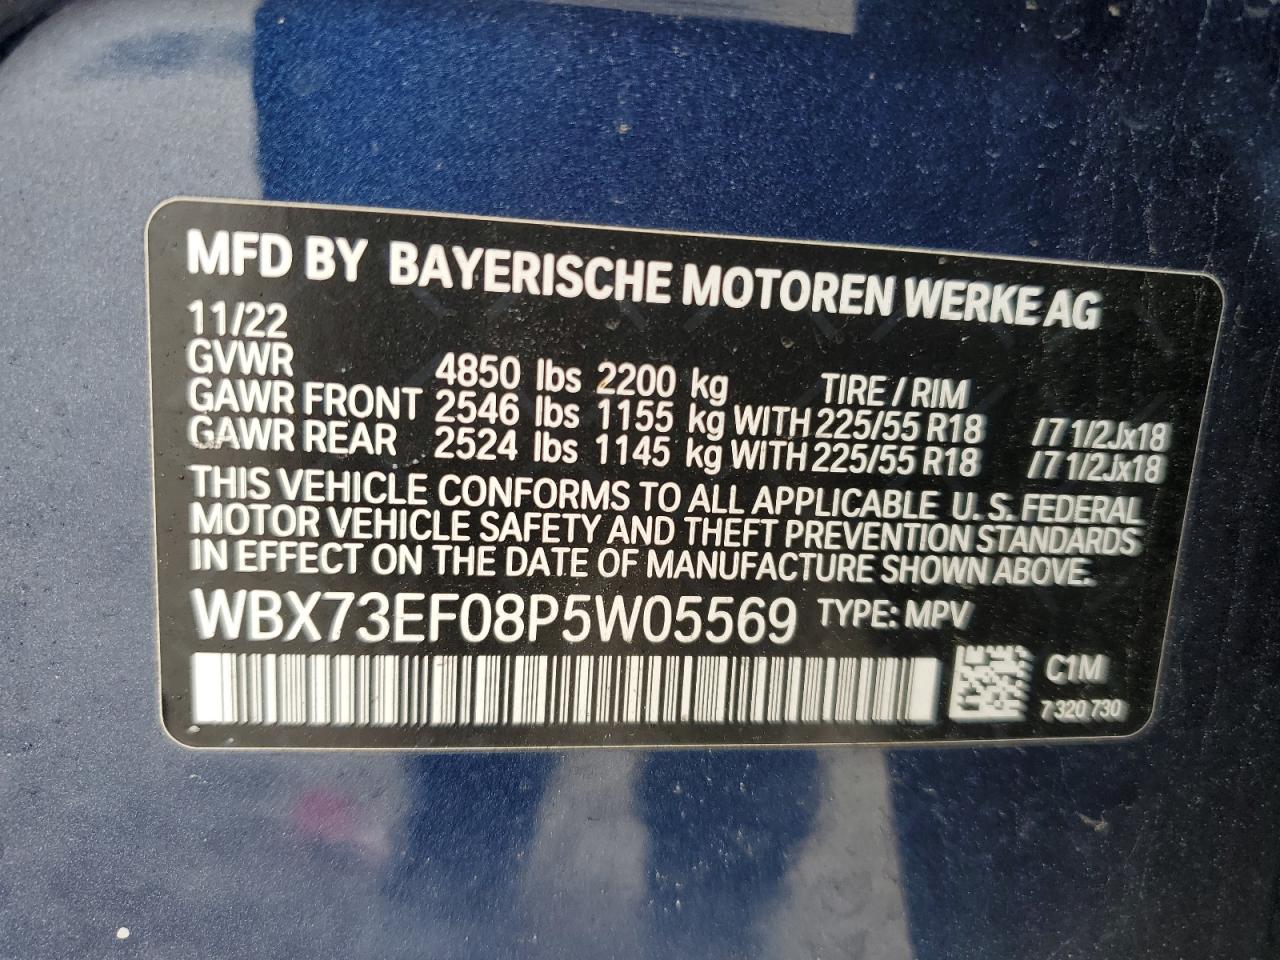 MFD BY BAYERISCHE MOTOREN WERKE AG
11/22
GVWR 4850 lbs 2200 kg TIRE / RIM
GAWR FRONT 2546 lbs 1155 kg WITH 225/55 R18 /7 1/2Jx18
GAWR REAR 2524 lbs 1145 kg WITH 225/55 R18 /7 1/2Jx18
THIS VEHICLE CONFORMS TO ALL APPLICABLE U.S. FEDERAL
MOTOR VEHICLE SAFETY AND THEFT PREVENTION STANDARDS
IN EFFECT ON THE DATE OF MANUFACTURE SHOWN ABOVE.
WBX73EF08P5W05569 TYPE: MPV
C1M
7 320 730